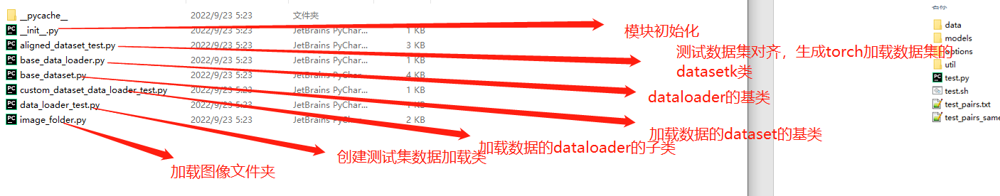 __pycache__ 2022/9/23 5:23 文件夹
__init__.py 2022/9/23 5:23 JetBrains PyChar... 1 KB
aligned_dataset_test.py 2022/9/23 5:23 JetBrains PyChar... 3 KB
base_data_loader.py 2022/9/23 5:23 JetBrains PyChar... 1 KB
base_dataset.py 2022/9/23 5:23 JetBrains PyChar... 4 KB
custom_dataset_data_loader_test.py 2022/9/23 5:23 JetBrains PyChar... 1 KB
data_loader_test.py 2022/9/23 5:23 JetBrains PyChar... 1 KB
image_folder.py 2022/9/23 5:23 JetBrains PyChar... 2 KB
模块初始化
测试数据集对齐，生成torch加载数据集的
datasetk类
dataloader的基类
加载数据的dataset的基类
加载数据的dataloader的子类
创建测试集数据加载类
加载图像文件夹
名称
data
models
options
util
test.py
test.sh
test_pairs.txt
test_pairs_same